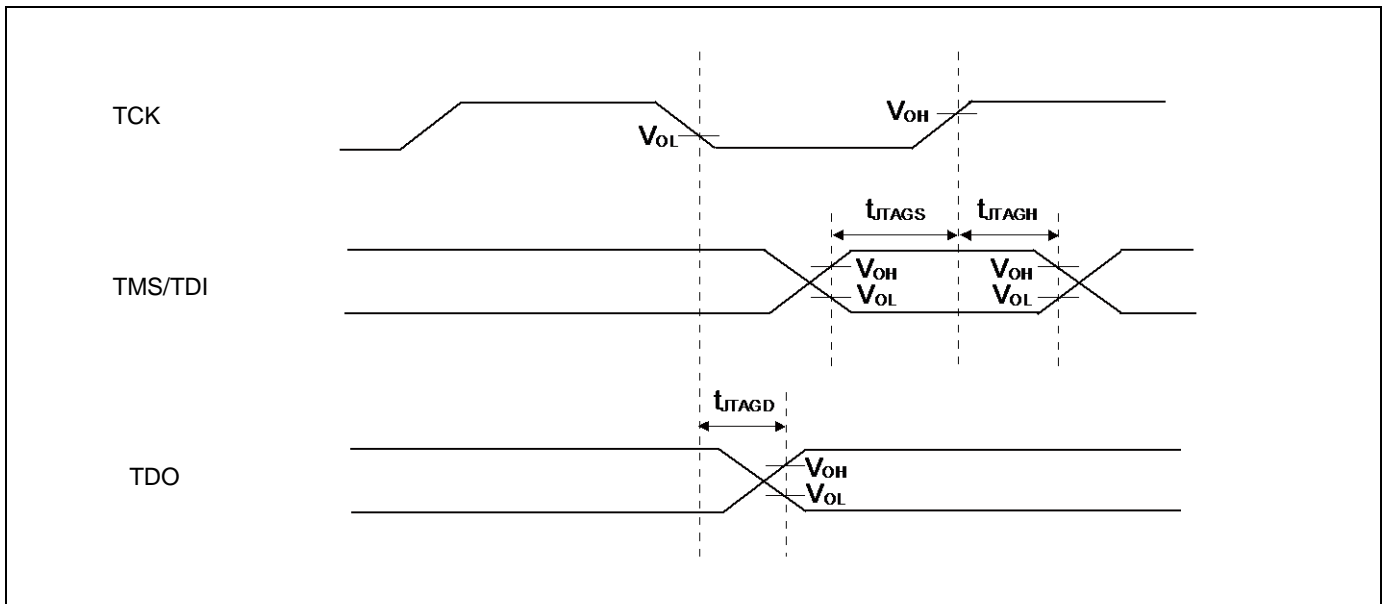 TCK
VOL
VOH
tJTAGS
tJTAGH
TMS/TDI
VOH
VOL
VOH
VOL
tJTAGD
TDO
VOH
VOL